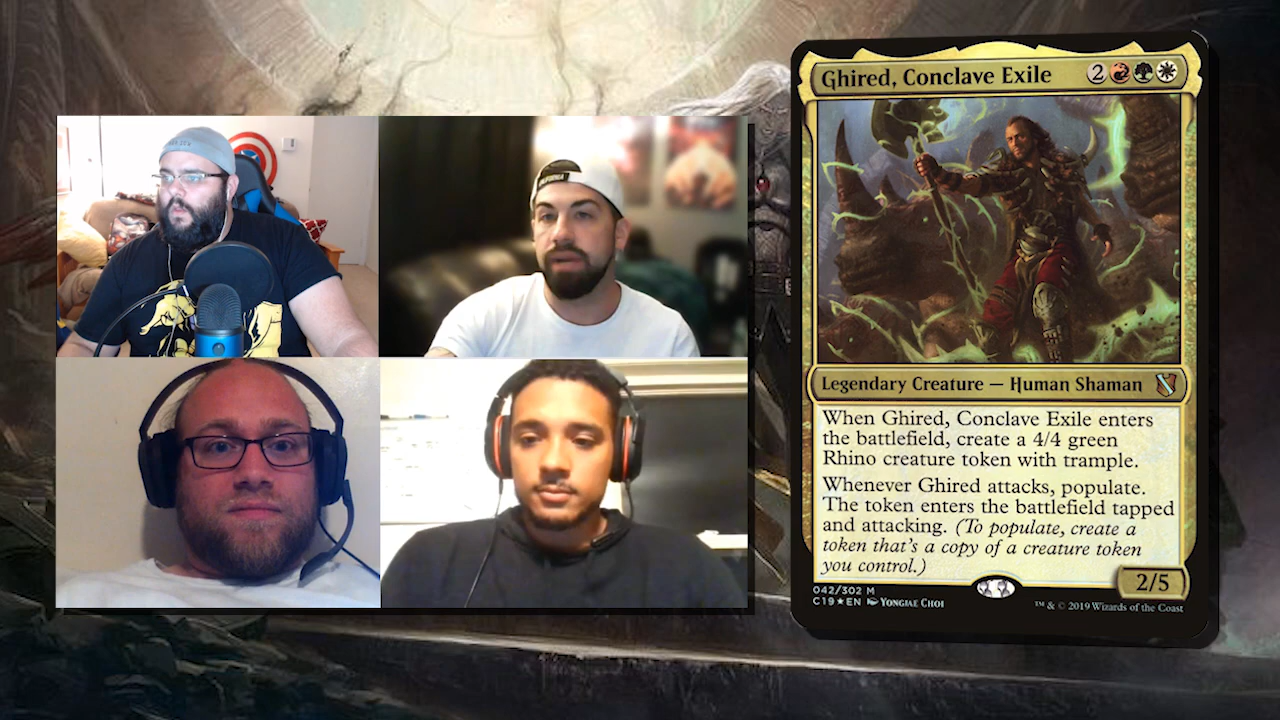 Ghired, Conclave Exile 2
Legendary Creature — Human Shaman
When Ghired, Conclave Exile enters
the battlefield, create a 4/4 green
Rhino creature token with trample.
Whenever Ghired attacks, populate.
The token enters the battlefield tapped
and attacking. (To populate, create a
token that's a copy of a creature token
you control.)
2/5
042/302 M
C19★EN Yongjae Choi
™ & © 2019 Wizards of the Coast